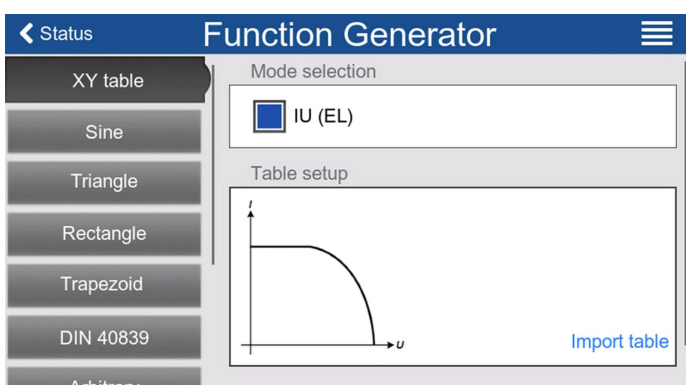 Status
Function Generator
XY table
Sine
Triangle
Rectangle
Trapezoid
DIN 40839
Arbitrary
Mode selection
IU (EL)
Table setup
I
U
Import table